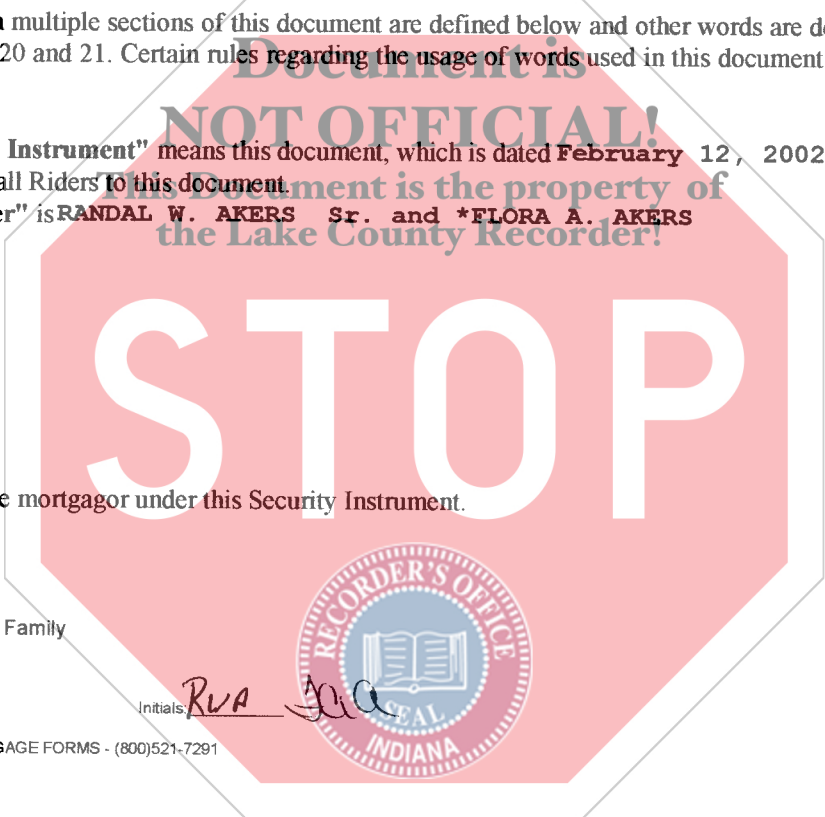 multiple sections of this document are defined below and other words are d
20 and 21. Certain rules regarding the usage of words used in this document
Document is
NOT OFFICIAL!
Instrument" means this document, which is dated February 12, 2002
all Riders to this document.
This Document is the property of
er" is RANDAL W. AKERS Sr. and *FLORA A. AKERS
the Lake County Recorder!
STOP
e mortgagor under this Security Instrument.
RECORDER'S OFFICE
Family
Initials: RWA FAA
SEAL
INDIANA
GAGE FORMS - (800)521-7291